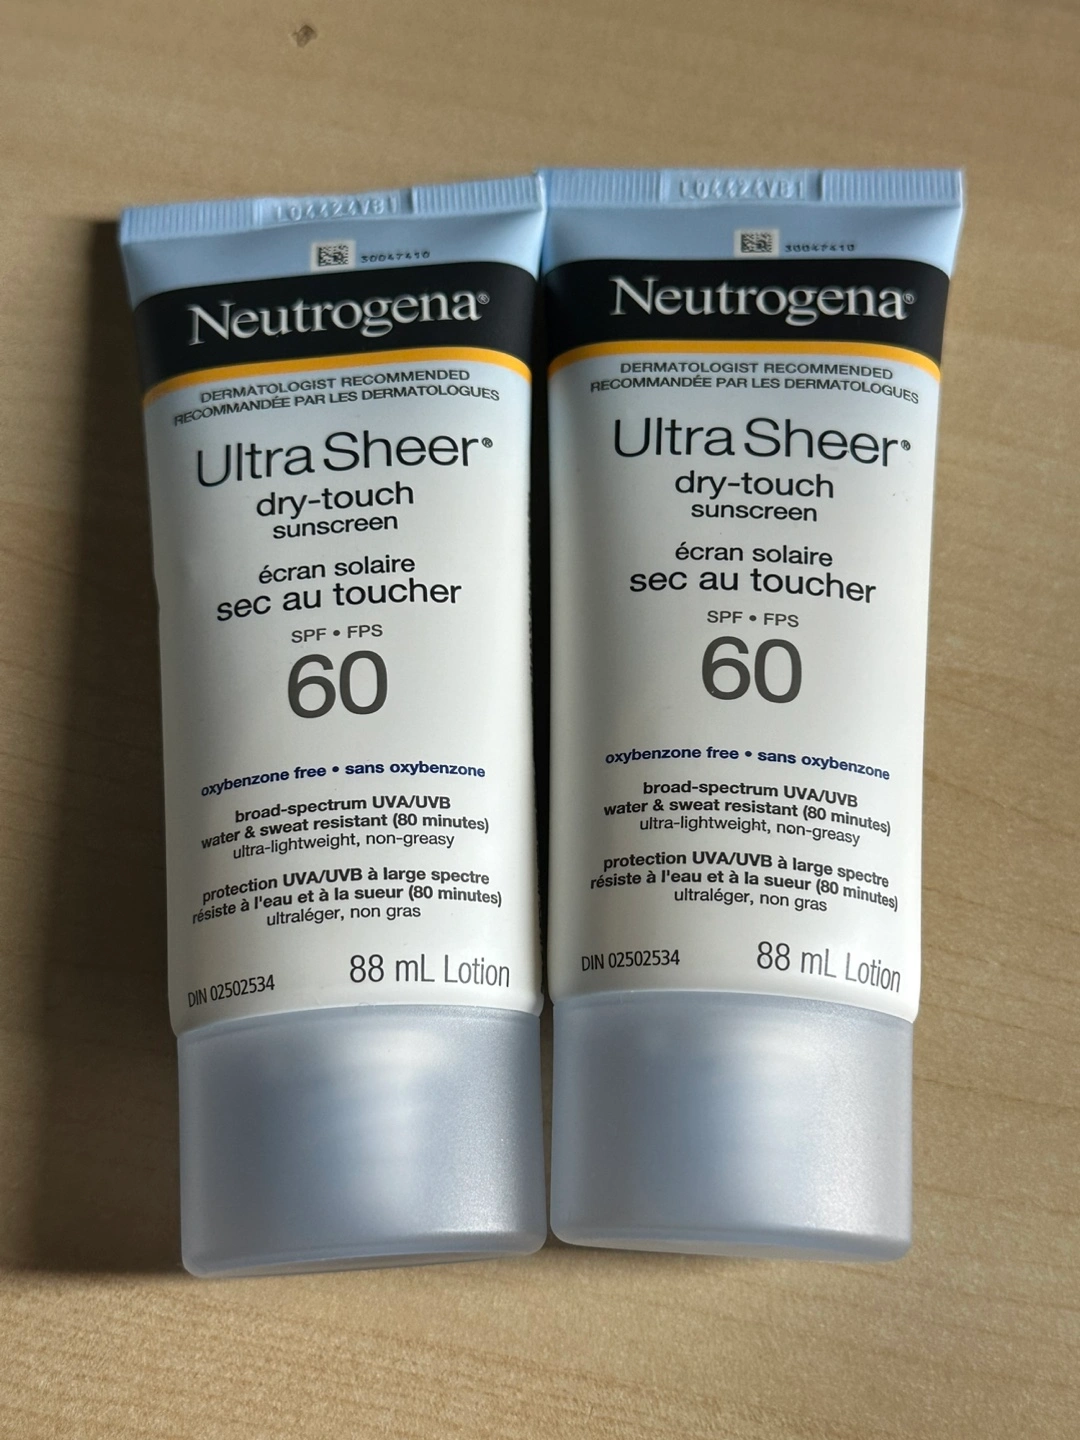 L04424VB1
30047410
Neutrogena®
DERMATOLOGIST RECOMMENDED
RECOMMANDÉE PAR LES DERMATOLOGUES
Ultra Sheer®
dry-touch
sunscreen
écran solaire
sec au toucher
SPF • FPS
60
oxybenzone free • sans oxybenzone
broad-spectrum UVA/UVB
water & sweat resistant (80 minutes)
ultra-lightweight, non-greasy
protection UVA/UVB à large spectre
résiste à l'eau et à la sueur (80 minutes)
ultraléger, non gras
DIN 02502534
88 mL Lotion
L04424VB1
30047410
Neutrogena®
DERMATOLOGIST RECOMMENDED
RECOMMANDÉE PAR LES DERMATOLOGUES
Ultra Sheer®
dry-touch
sunscreen
écran solaire
sec au toucher
SPF • FPS
60
oxybenzone free • sans oxybenzone
broad-spectrum UVA/UVB
water & sweat resistant (80 minutes)
ultra-lightweight, non-greasy
protection UVA/UVB à large spectre
résiste à l'eau et à la sueur (80 minutes)
ultraléger, non gras
DIN 02502534
88 mL Lotion